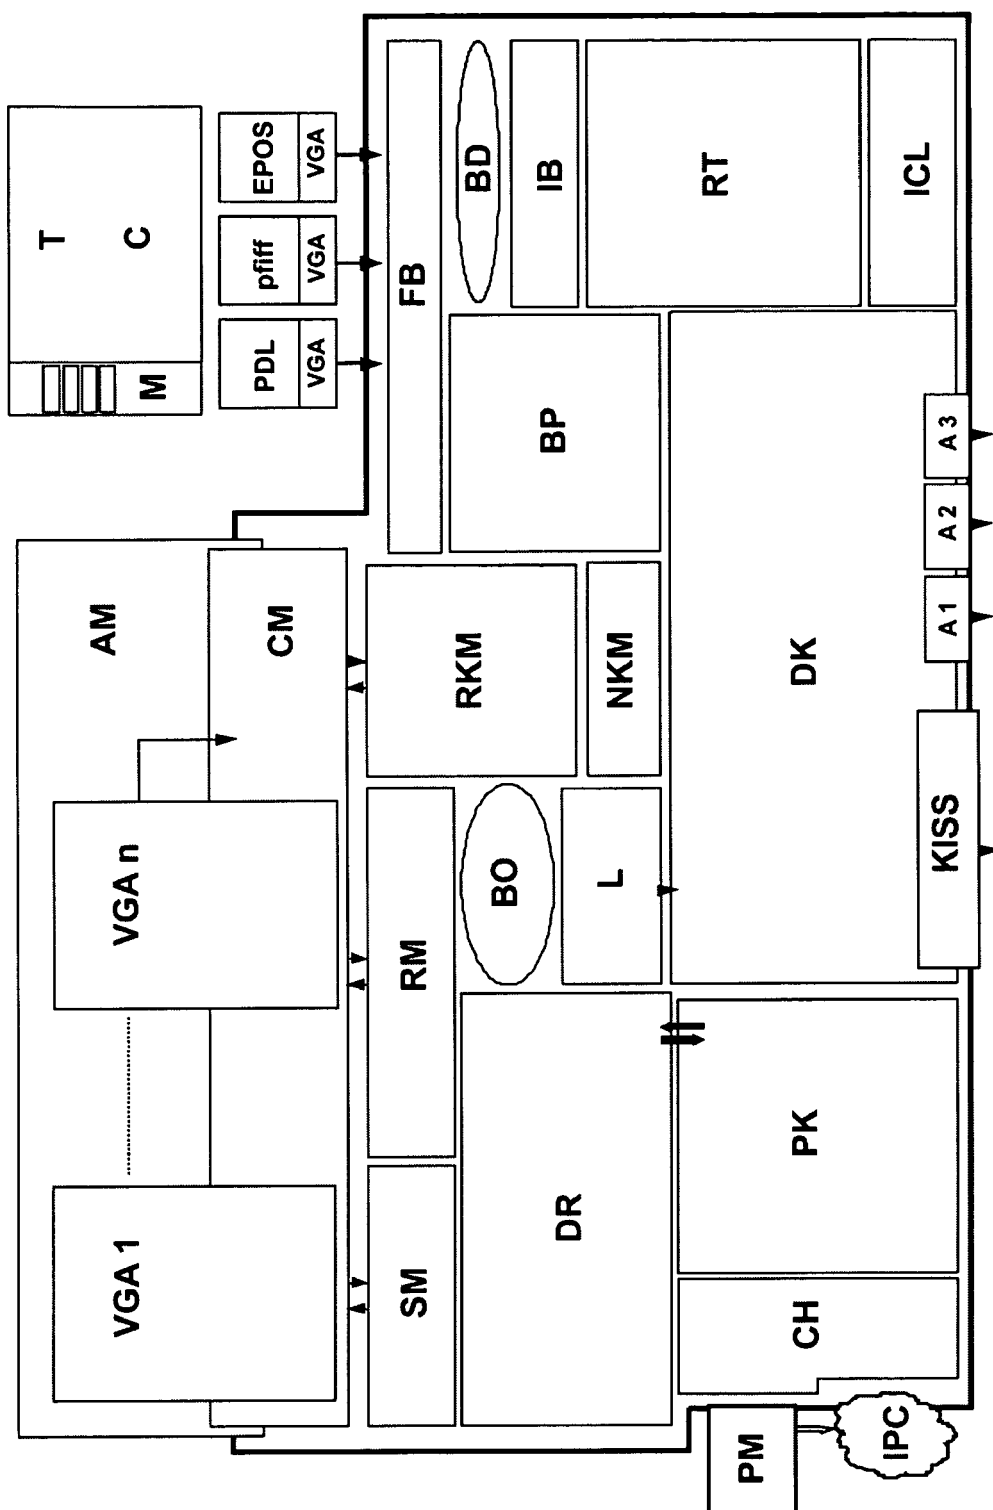 AM
VGA 1
VGA n
CM
T
C
M
PDL
VGA
pfiff
VGA
EPOS
VGA
SM
RM
RKM
FB
BO
BD
DR
L
NKM
BP
IB
RT
CH
PK
DK
ICL
PM
IPC
KISS
A 1
A 2
A 3